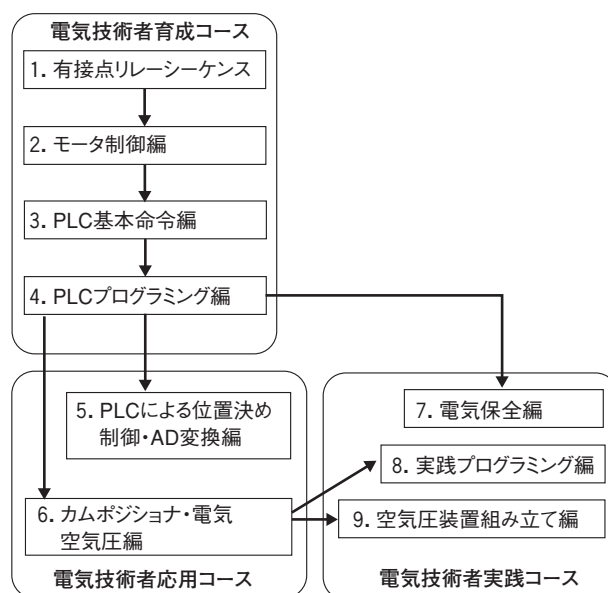 電気技術者育成コース
1. 有接点リレーシーケンス
2. モータ制御編
3. PLC基本命令編
4. PLCプログラミング編
5. PLCによる位置決め
制御・AD変換編
6. カムポジショナ・電気
空気圧編
電気技術者応用コース
7. 電気保全編
8. 実践プログラミング編
9. 空気圧装置組み立て編
電気技術者実践コース